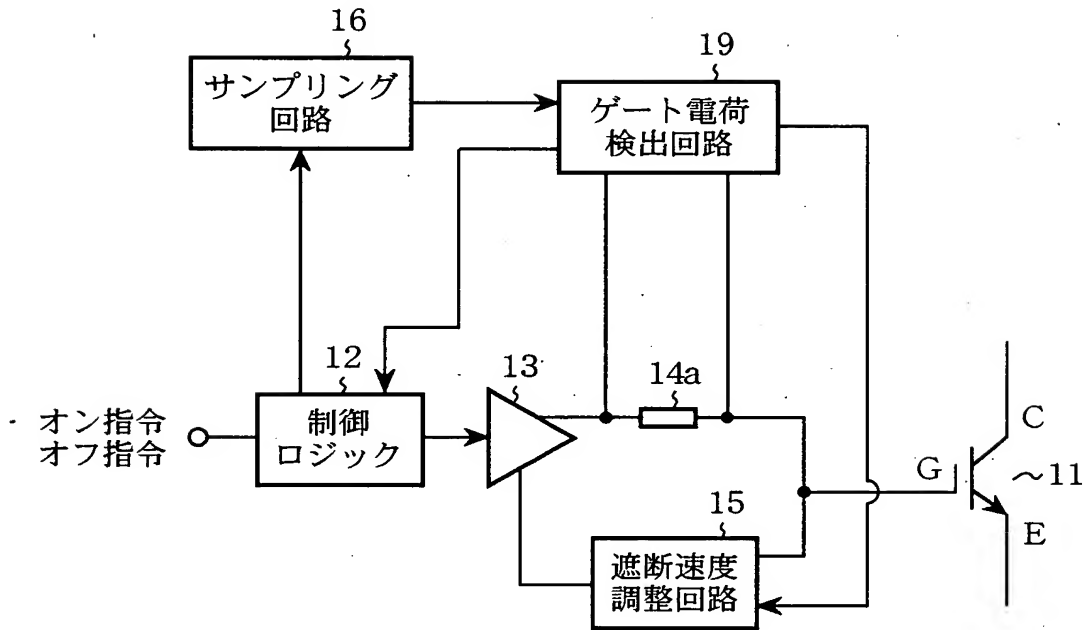 16
サンプリング
回路
19
ゲート電荷
検出回路
12
制御
ロジック
オン指令
オフ指令
13
14a
15
遮断速度
調整回路
C
G
～11
E